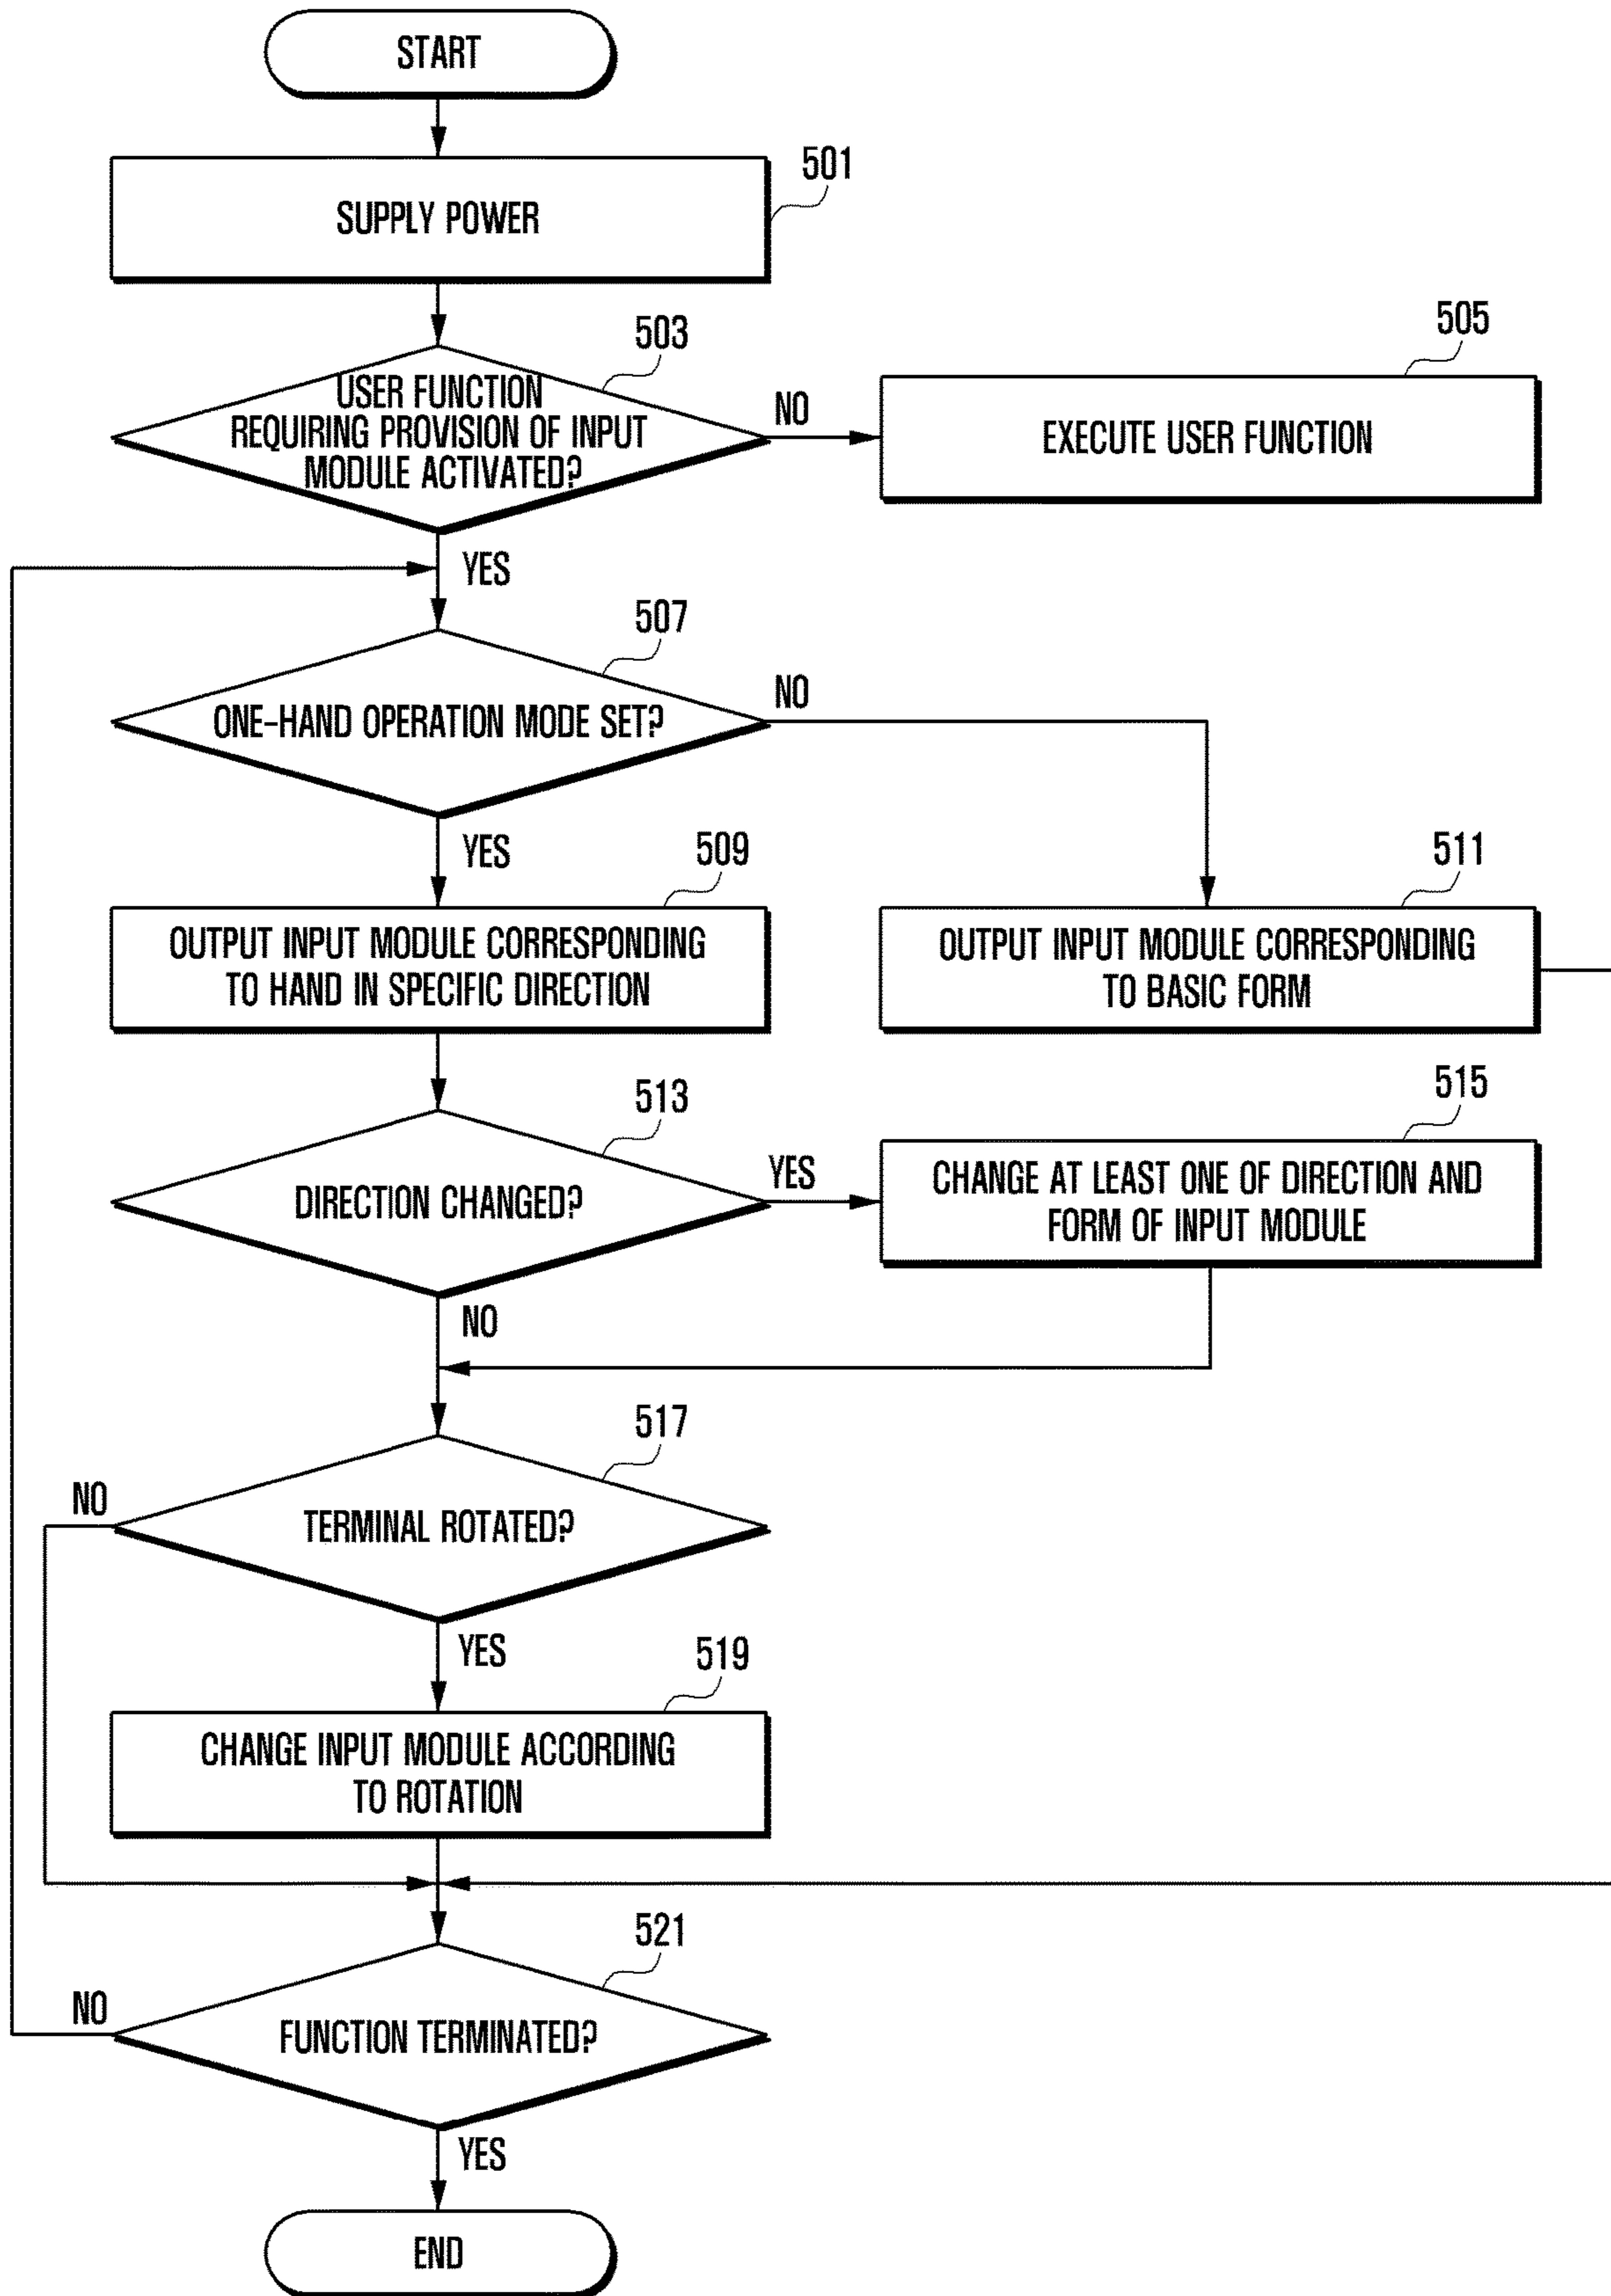 START
501
SUPPLY POWER
503
505
USER FUNCTION
REQUIRING PROVISION OF INPUT
MODULE ACTIVATED?
NO
EXECUTE USER FUNCTION
YES
507
NO
ONE-HAND OPERATION MODE SET?
YES
509
511
OUTPUT INPUT MODULE CORRESPONDING
TO HAND IN SPECIFIC DIRECTION
OUTPUT INPUT MODULE CORRESPONDING
TO BASIC FORM
513
515
DIRECTION CHANGED?
YES
CHANGE AT LEAST ONE OF DIRECTION AND
FORM OF INPUT MODULE
NO
517
NO
TERMINAL ROTATED?
YES
519
CHANGE INPUT MODULE ACCORDING
TO ROTATION
521
NO
FUNCTION TERMINATED?
YES
END